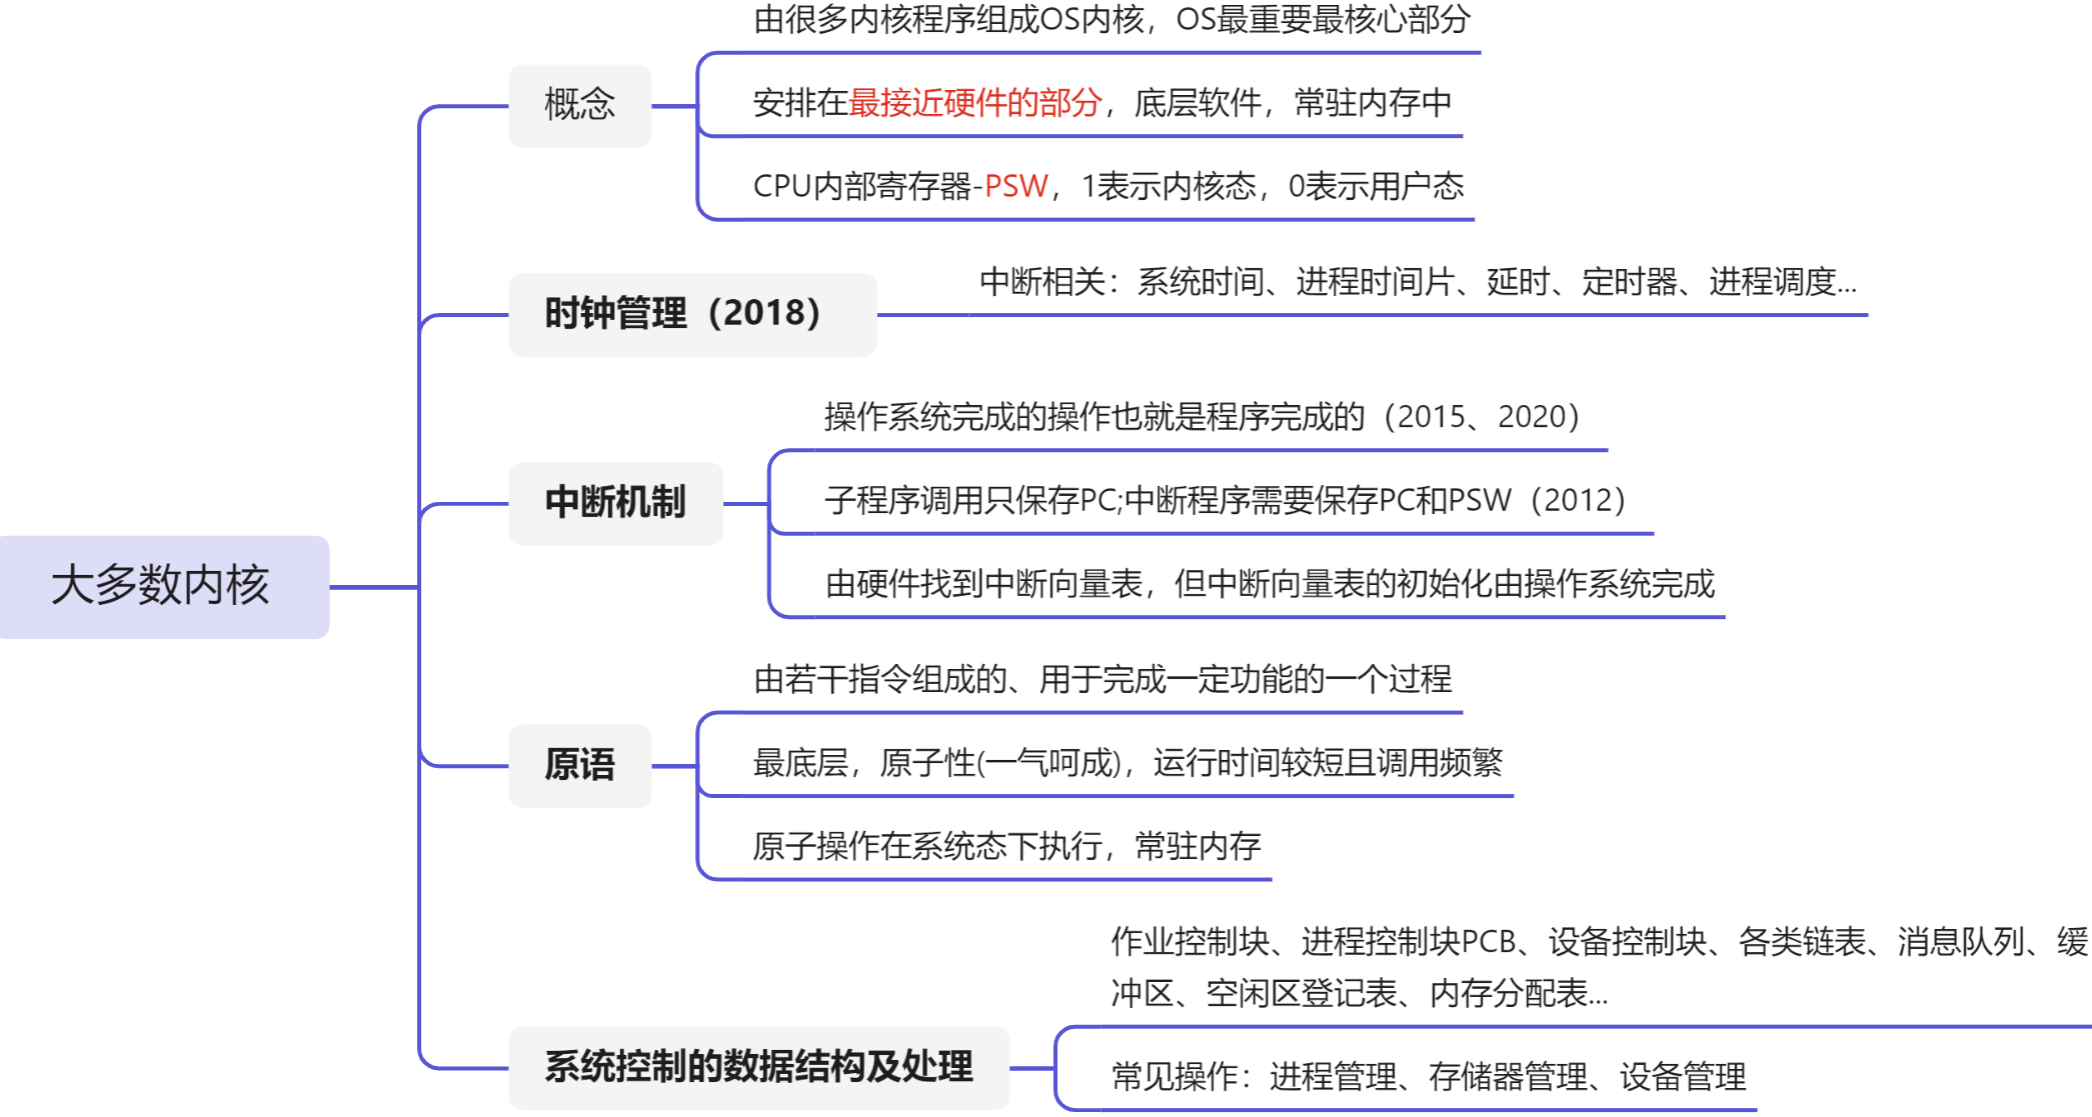 大多数内核
概念
由很多内核程序组成OS内核，OS最重要最核心部分
安排在最接近硬件的部分，底层软件，常驻内存中
CPU内部寄存器-PSW，1表示内核态，0表示用户态
时钟管理（2018）
中断相关：系统时间、进程时间片、延时、定时器、进程调度...
中断机制
操作系统完成的操作也就是程序完成的（2015、2020）
子程序调用只保存PC;中断程序需要保存PC和PSW（2012）
由硬件找到中断向量表，但中断向量表的初始化由操作系统完成
原语
由若干指令组成的、用于完成一定功能的一个过程
最底层，原子性(一气呵成)，运行时间较短且调用频繁
原子操作在系统态下执行，常驻内存
系统控制的数据结构及处理
作业控制块、进程控制块PCB、设备控制块、各类链表、消息队列、缓
冲区、空闲区登记表、内存分配表...
常见操作：进程管理、存储器管理、设备管理